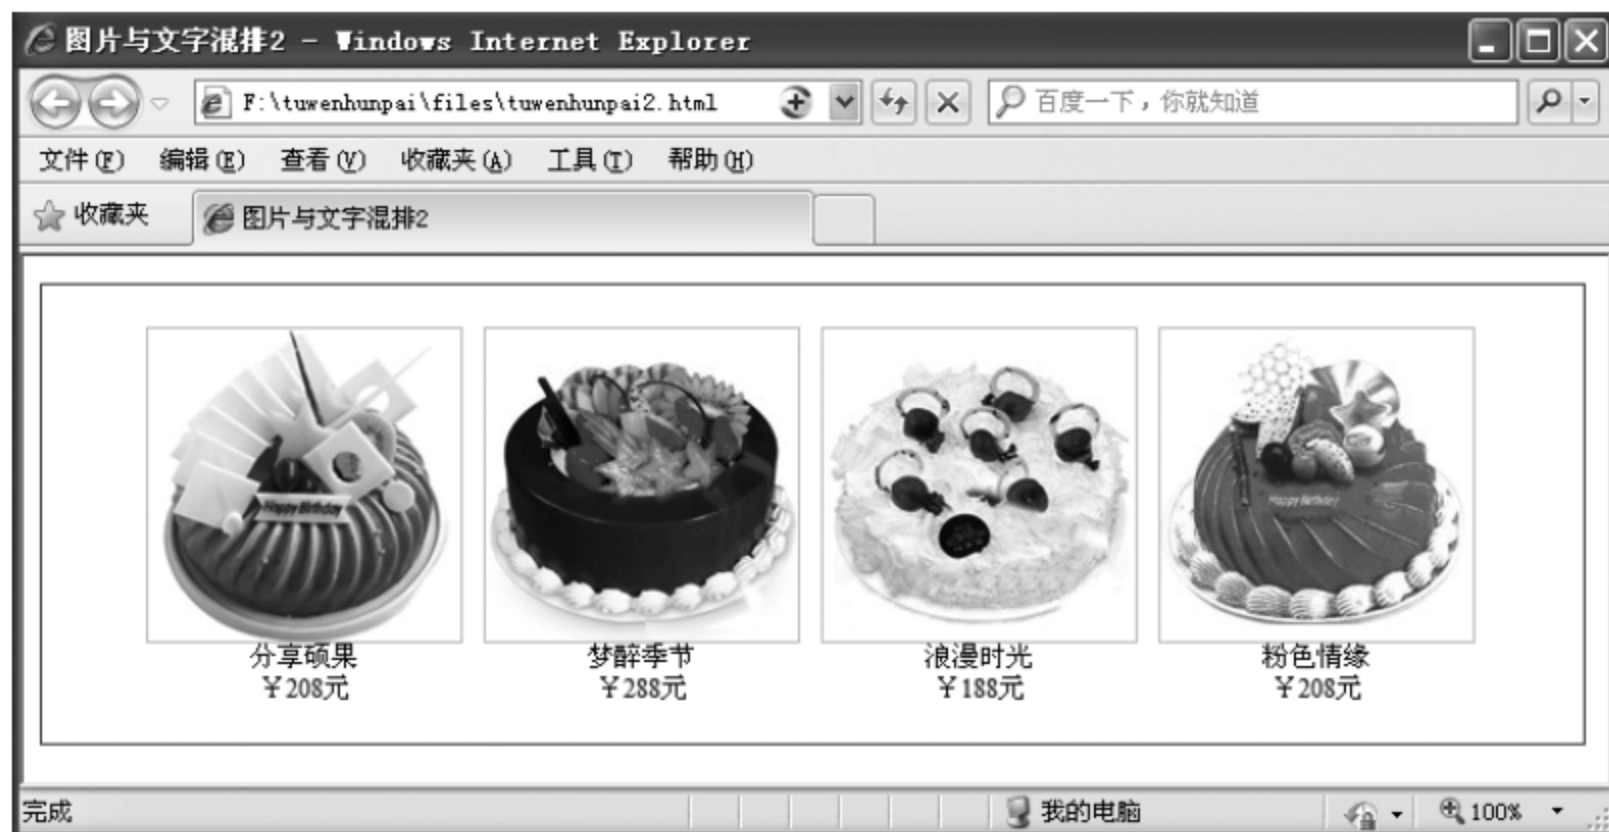 图片与文字混排2 - Windows Internet Explorer
F:\tuwenhunpai\files\tuwenhunpai2.html
百度一下，你就知道
文件(F) 编辑(E) 查看(V) 收藏夹(A) 工具(T) 帮助(H)
收藏夹 图片与文字混排2
Happy Birthday
Happy Birthday
分享硕果 梦醉季节 浪漫时光 粉色情缘
￥208元 ￥288元 ￥188元 ￥208元
完成 我的电脑 100%